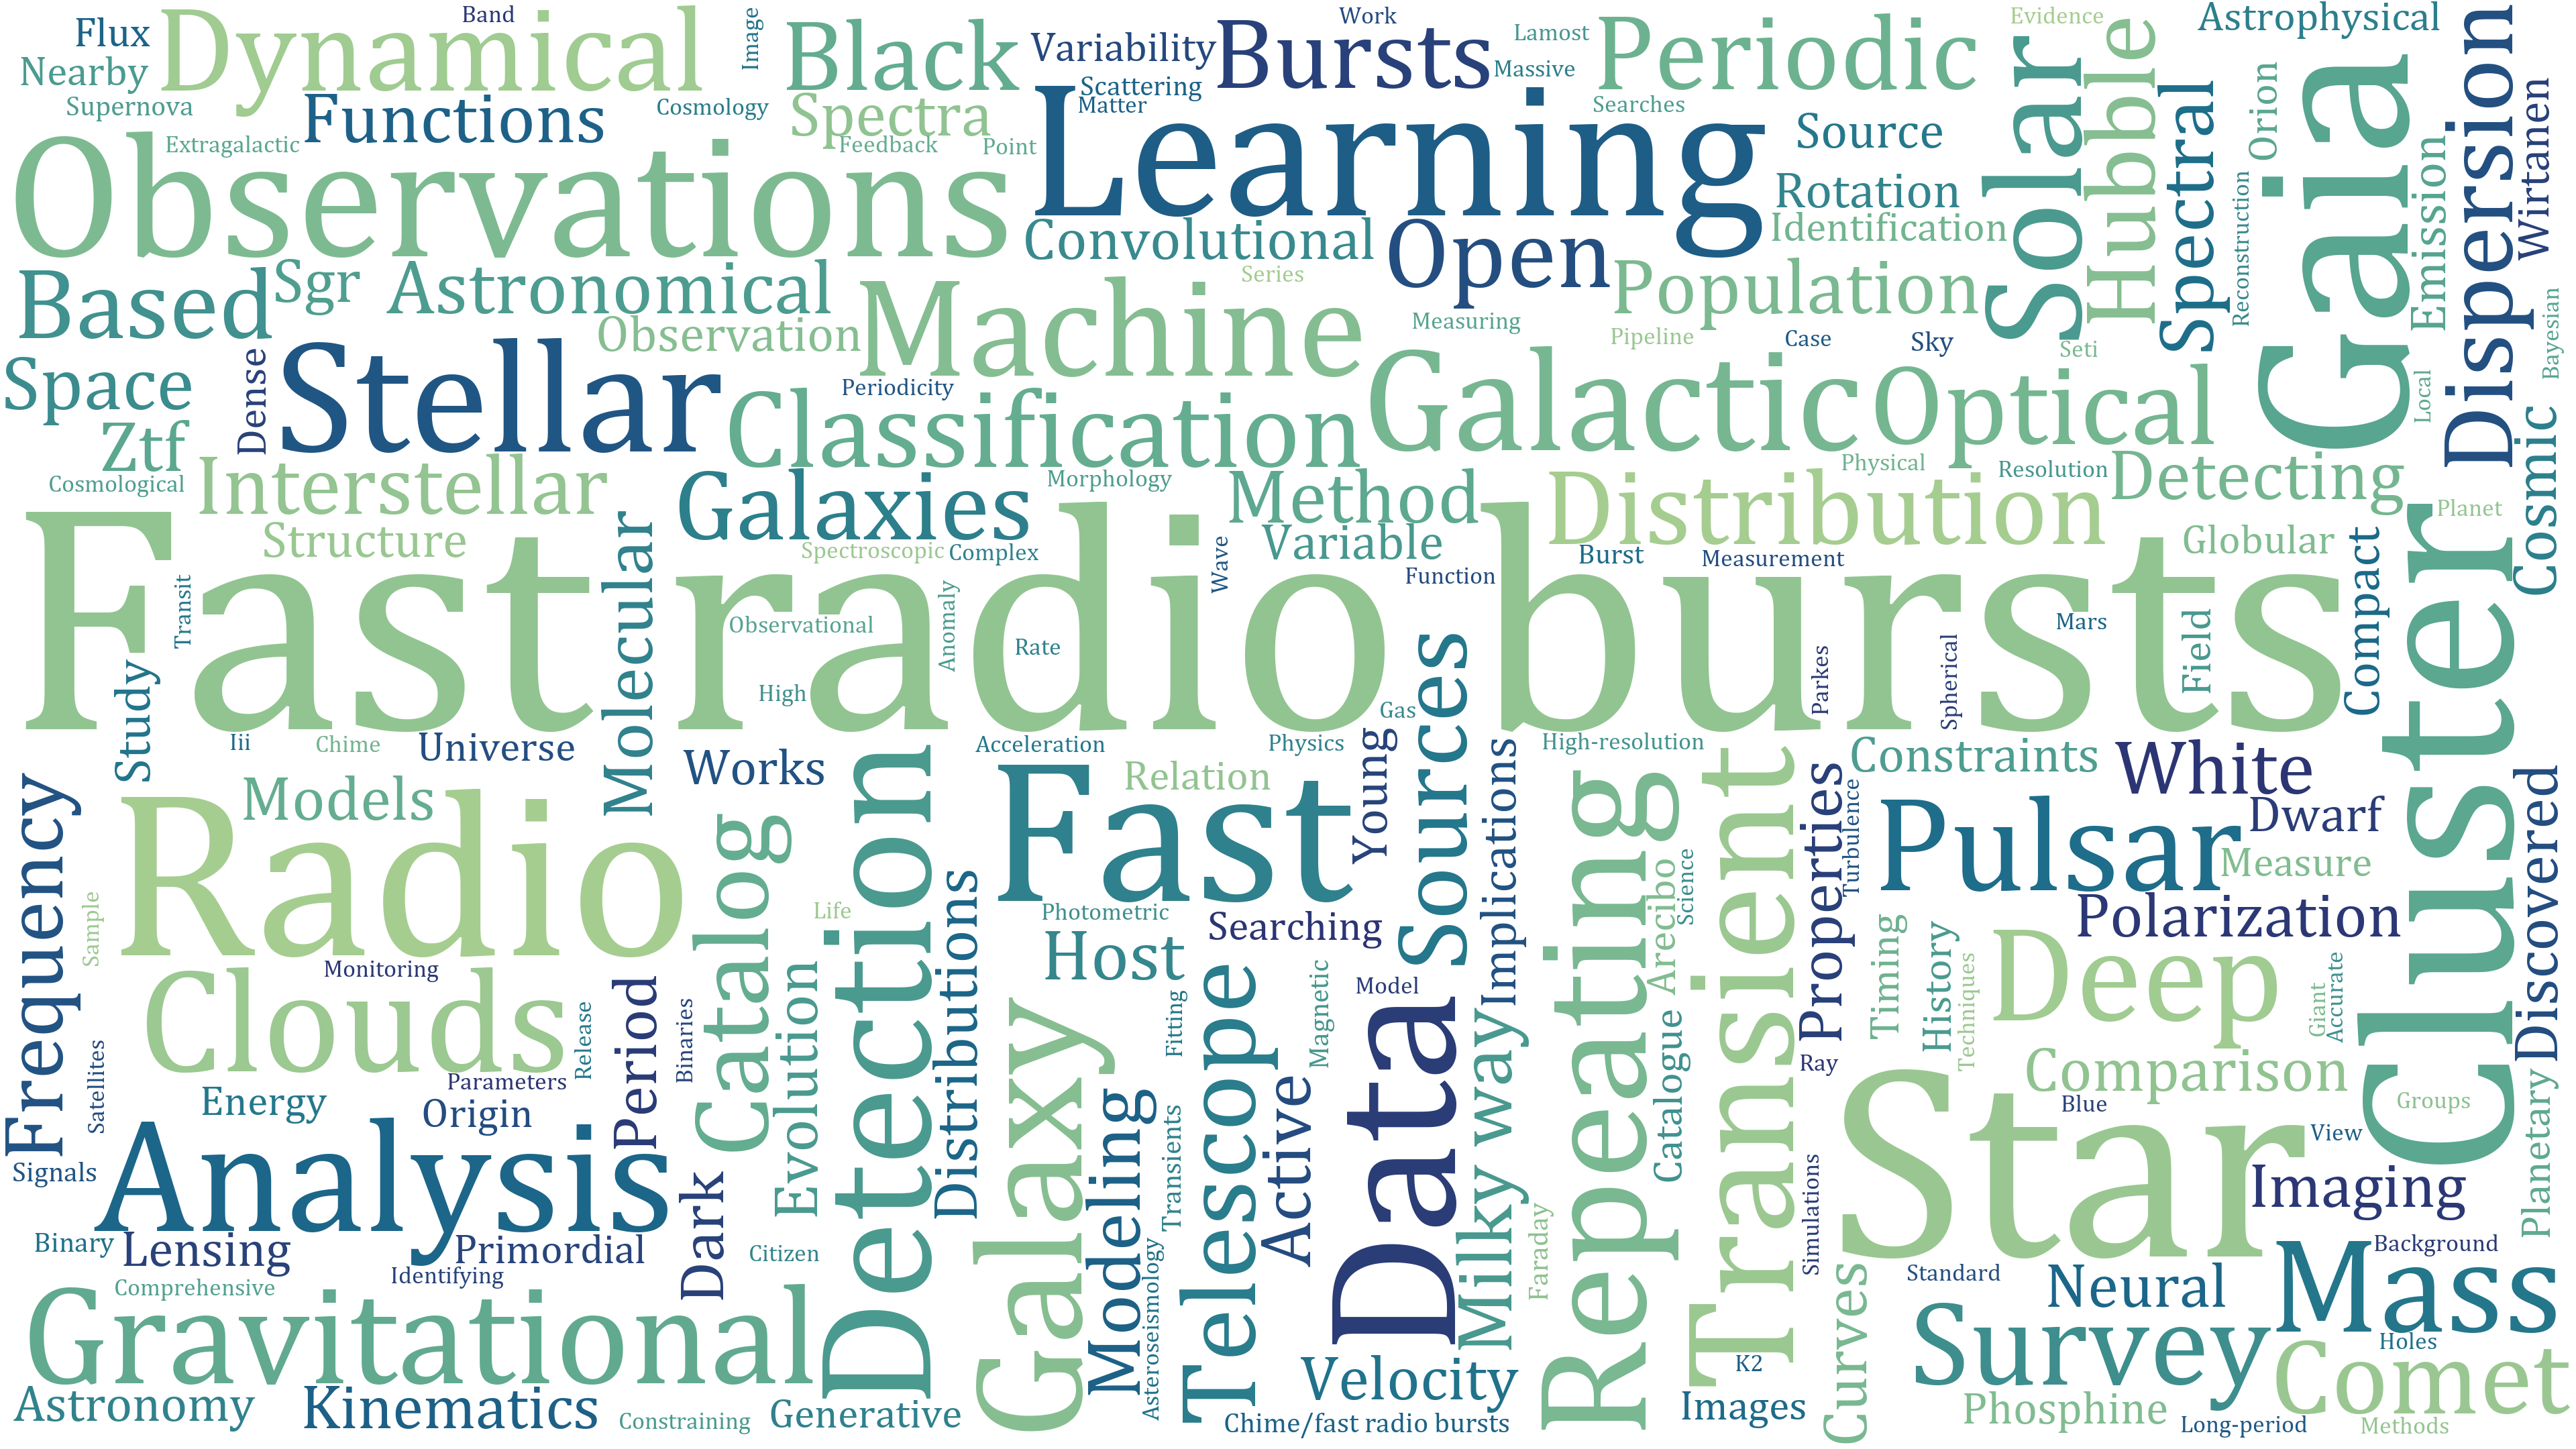 Band
Work
Evidence
Astrophysical
Flux
Dynamical
Image
Black
Variability
Bursts
Lamost
Periodic
Solar
Hubble
Nearby
Massive
Scattering
Supernova
Functions
Cosmology
Spectra
Matter
Learning
Searches
Source
Spectral
Orion
Gaia
Dispersion
Wirtanen
Extragalactic
Feedback
Point
Observations
Rotation
Identification
Emission
Reconstruction
Convolutional
Open
Based
Sgr
Astronomical
Series
Machine
Population
Observation
Measuring
Pipeline
Case
Sky
Seti
Bayesian
Space
Dense
Stellar
Periodicity
Galactic
Optical
Local
Classification
Ztf
Cosmic
Interstellar
Cosmological
Galaxies
Morphology
Method
Distribution
Physical
Resolution
Detecting
Planet
Structure
Spectroscopic
Complex
Variable
Burst
Measurement
Globular
Wave
Function
Fast radio bursts
Transit
Molecular
Observational
Anomaly
Rate
Mars
Compact
Cluster
Study
High
Sources
Parkes
Spherical
Field
Gas
Iii
Chime
Universe
Works
Acceleration
Physics
Young
High-resolution
Constraints
White
Frequency
Models
Detection
Fast
Relation
Implications
Repeating
Transient
Properties
Turbulence
Pulsar
Dwarf
Discovered
Radio
Catalog
Measure
Sample
Life
Distributions
Photometric
Searching
Arecibo
Science
Polarization
Host
Timing
History
Deep
Monitoring
Clouds
Release
Period
Binaries
Evolution
Galaxy
Telescope
Fitting
Magnetic
Model
Data
Milky way
Catalogue
Techniques
Giant
Accurate
Satellites
Parameters
Ray
Comparison
Planetary
Energy
Origin
Modeling
Transients
Active
Star
Blue
Groups
View
Signals
Analysis
Dark
Simulations
Imaging
Binary
Lensing
Primordial
Citizen
Asteroseismology
Faraday
Background
Comprehensive
Identifying
Standard
Neural
Mass
Gravitational
Curves
Survey
Holes
Velocity
K2
Comet
Astronomy
Kinematics
Constraining
Generative
Chime/fast radio bursts
Images
Phosphine
Long-period
Methods